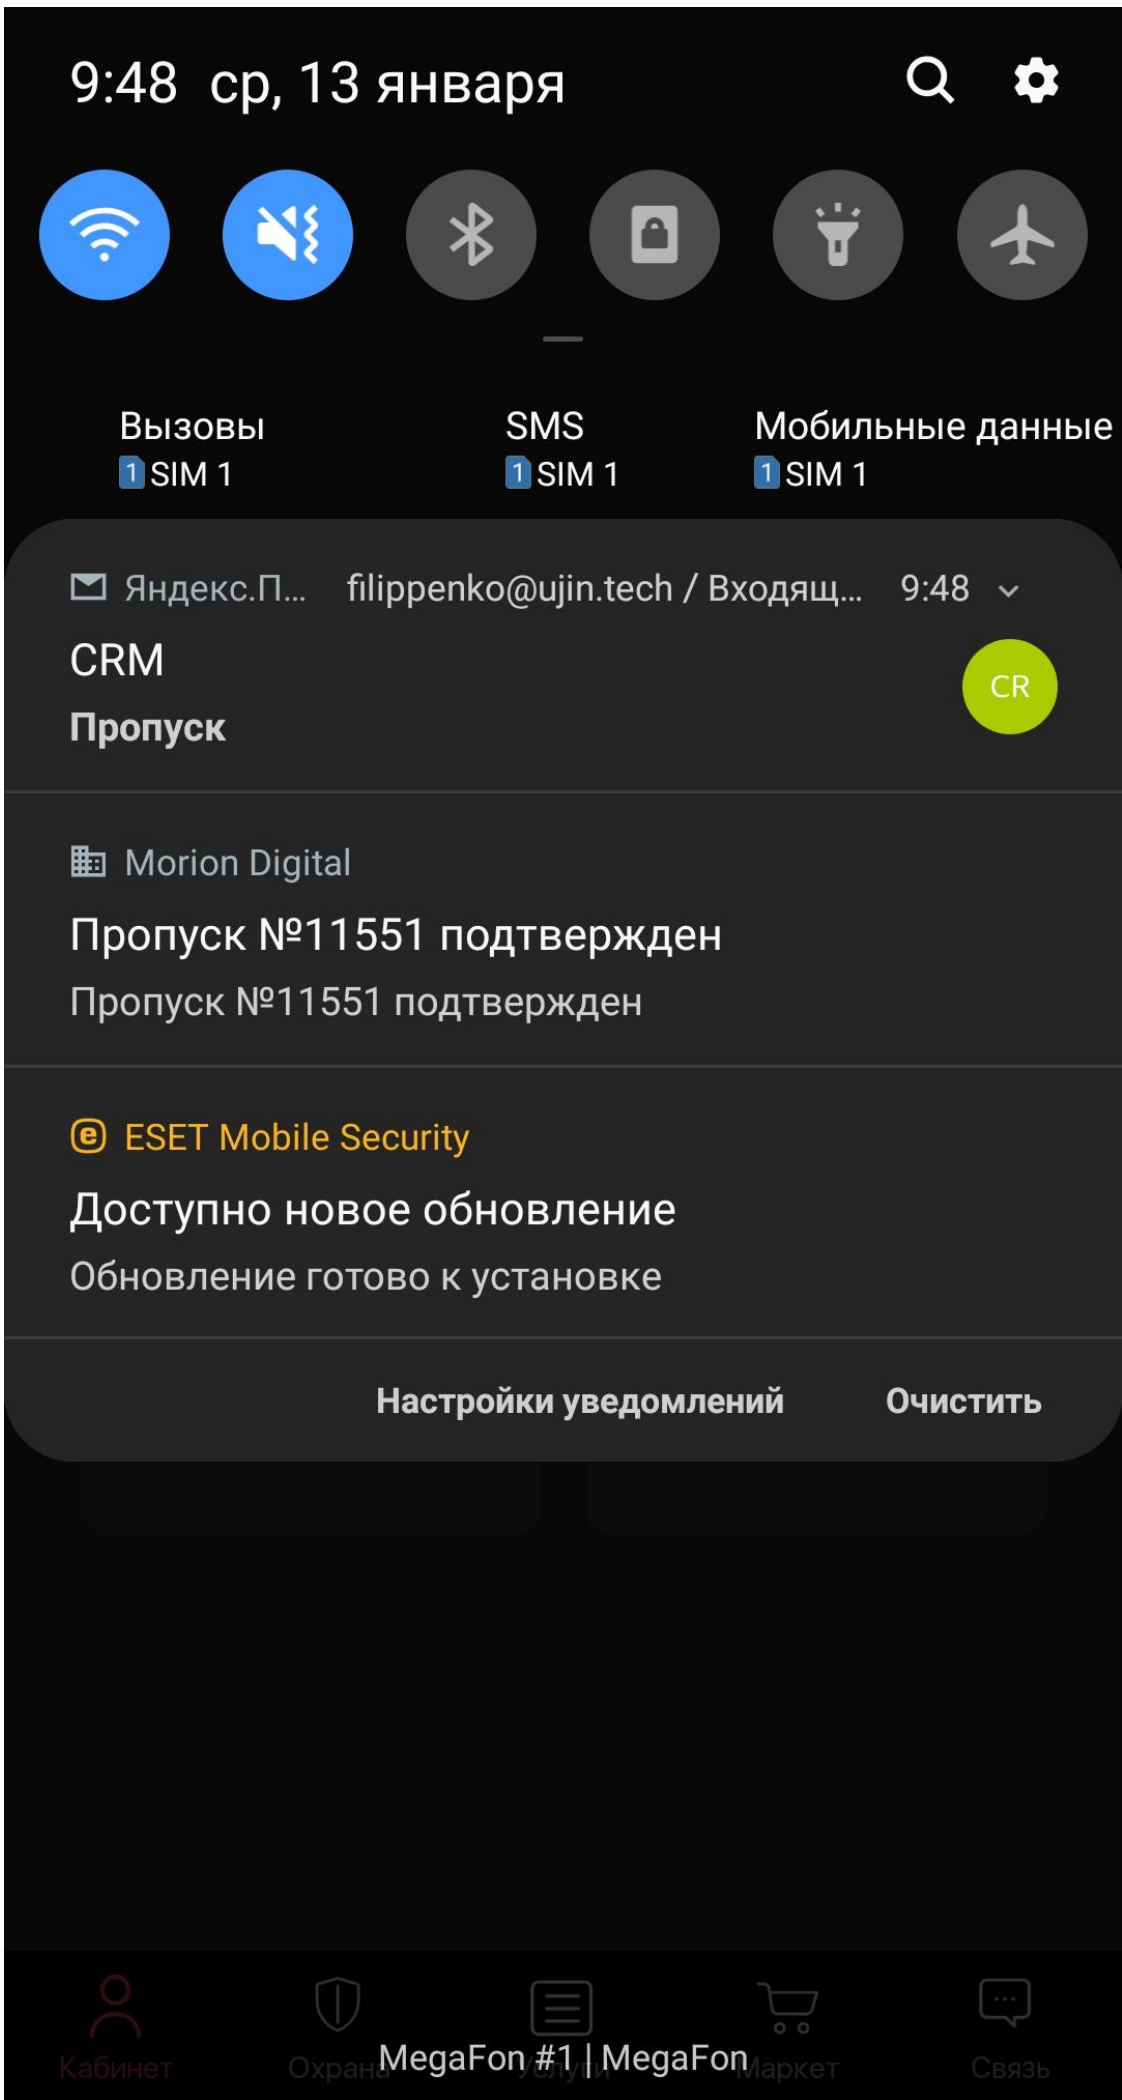 9:48 ср, 13 января
Вызовы
1 SIM 1
SMS
1 SIM 1
Мобильные данные
1 SIM 1
Яндекс.П... filippenko@ujin.tech / Входящ... 9:48
CRM
CR
Пропуск
Morion Digital
Пропуск №11551 подтвержден
Пропуск №11551 подтвержден
ESET Mobile Security
Доступно новое обновление
Обновление готово к установке
Настройки уведомлений Очистить
Кабинет Охрана Услуги Маркет Связь
MegaFon #1 | MegaFon